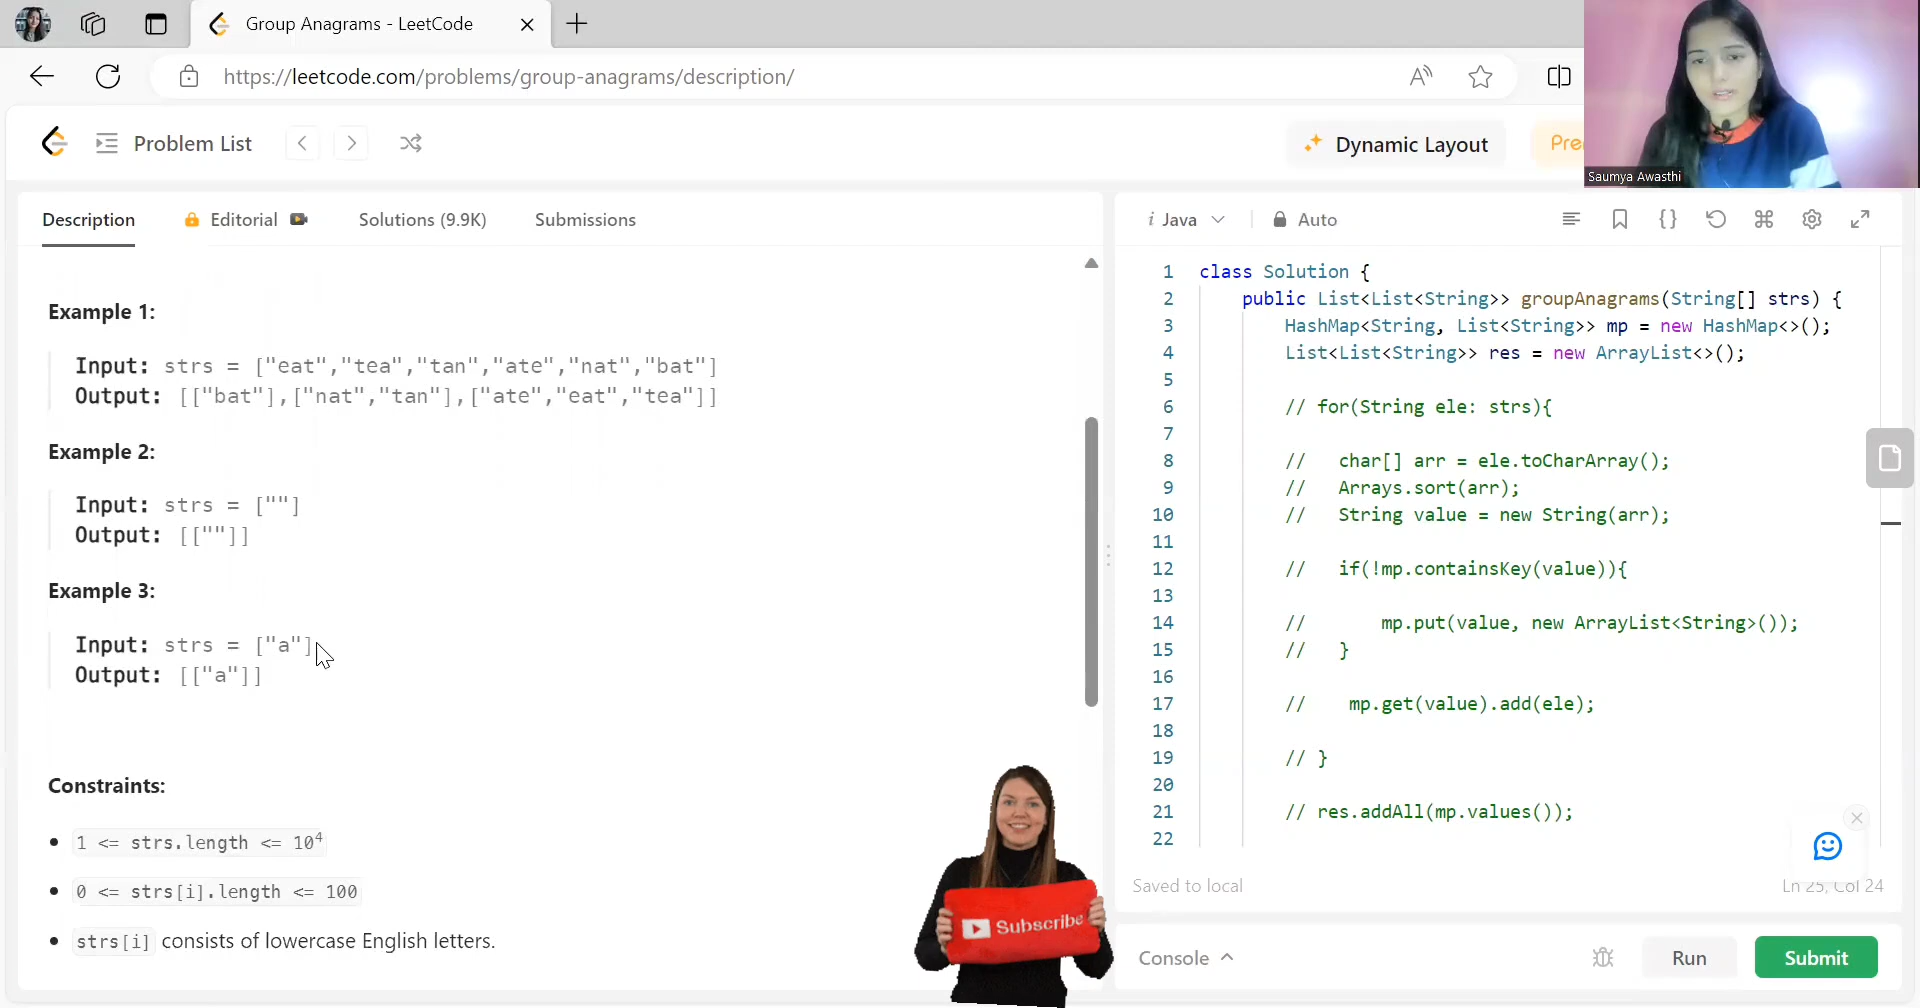 Group Anagrams - LeetCode
https://leetcode.com/problems/group-anagrams/description/
Problem List
Dynamic Layout
Pre
Saumya Awasthi
Description
Editorial
Solutions (9.9K)
Submissions
Example 1:
Input: strs = ["eat","tea","tan","ate","nat","bat"]
Output: [["bat"],["nat","tan"],["ate","eat","tea"]]
Example 2:
Input: strs = [""]
Output: [[""]]
Example 3:
Input: strs = ["a"]
Output: [["a"]]
Constraints:
• 1 <= strs.length <= 10⁴
• 0 <= strs[i].length <= 100
• strs[i] consists of lowercase English letters.
Subscribe
i Java
Auto
{}
1 class Solution {
2 public List<List<String>> groupAnagrams(String[] strs) {
3 HashMap<String, List<String>> mp = new HashMap<>();
4 List<List<String>> res = new ArrayList<>();
5
6 // for(String ele: strs){
7
8 // char[] arr = ele.toCharArray();
9 // Arrays.sort(arr);
10 // String value = new String(arr);
11
12 // if(!mp.containsKey(value)){
13
14 // mp.put(value, new ArrayList<String>());
15 // }
16
17 // mp.get(value).add(ele);
18
19 // }
20
21 // res.addAll(mp.values());
22
Saved to local
Ln 25, Col 24
Console
Run
Submit